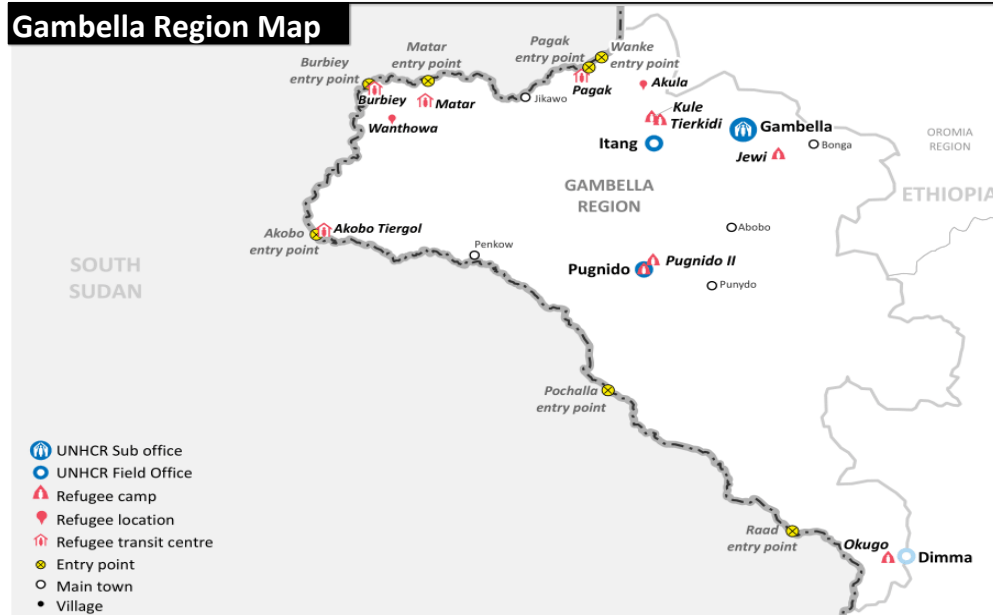 Gambella Region Map
Pagak
entry point
Wanke
entry point
Matar
entry point
Burbiey
entry point
Burbiey
Matar
Jikawo
Pagak
Akula
Wanthowa
Kule
Tierkidi
Itang
Gambella
Jewi
Bonga
OROMIA
REGION
GAMBELLA
REGION
ETHIOPIA
Akobo Tiergol
Akobo
entry point
Penkow
Abobo
SOUTH
SUDAN
Pugnido
Pugnido II
Punydo
Pochalla
entry point
Raad
entry point
Okugo
Dimma
UNHCR Sub office
UNHCR Field Office
Refugee camp
Refugee location
Refugee transit centre
Entry point
Main town
Village